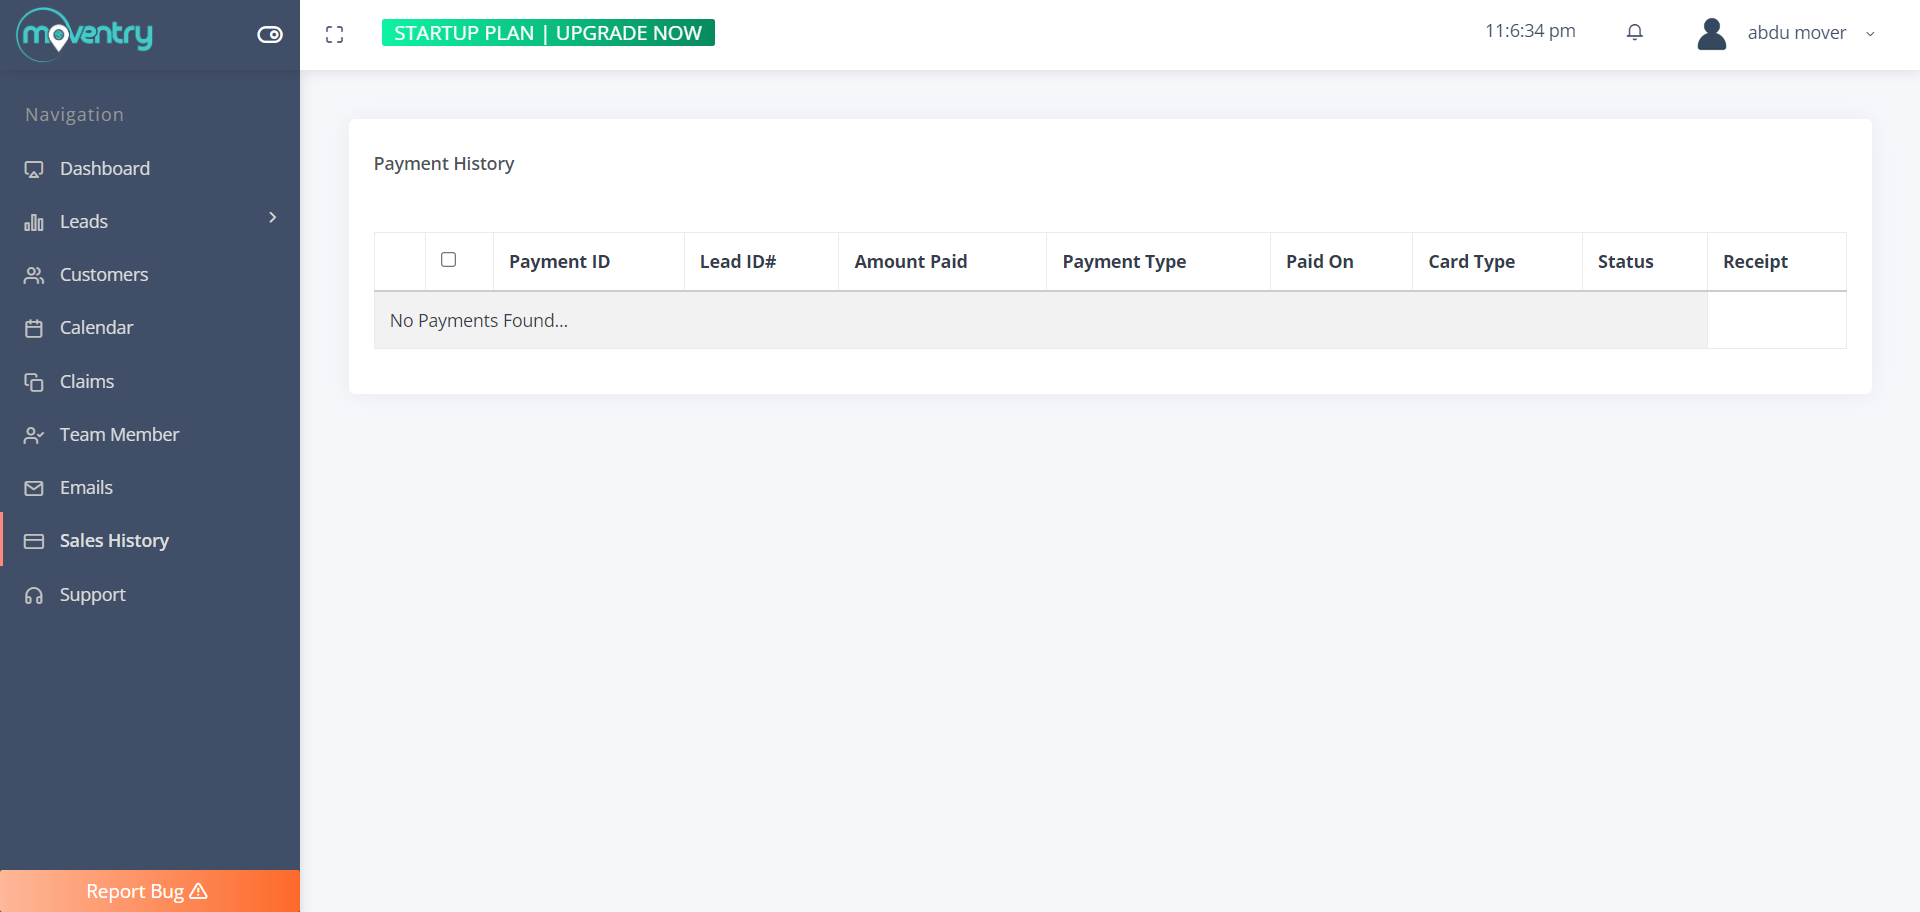 moventry
STARTUP PLAN | UPGRADE NOW
11:6:34 pm
abdu mover
Navigation
Dashboard
Leads
Customers
Calendar
Claims
Team Member
Emails
Sales History
Support
Report Bug
Payment History
Payment ID Lead ID# Amount Paid Payment Type Paid On Card Type Status Receipt
No Payments Found...